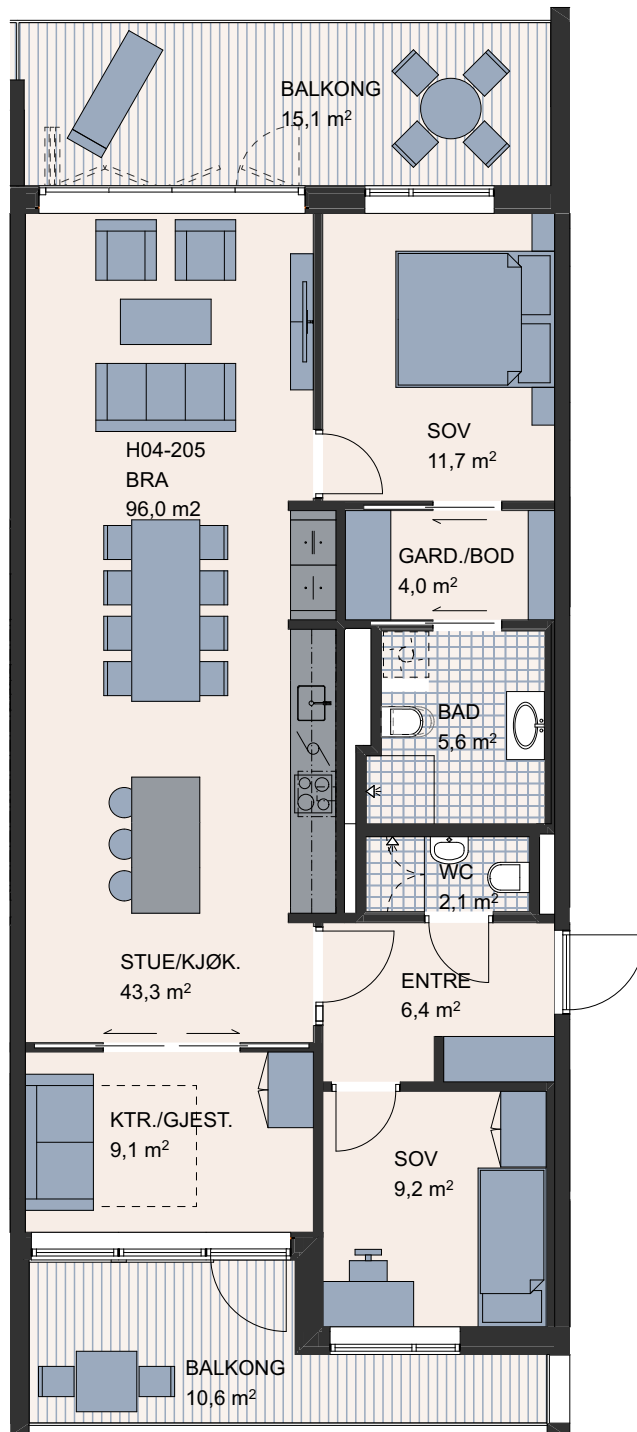 BALKONG
15,1 m²
SOV
11,7 m²
H04-205
BRA
96,0 m2
GARD./BOD
4,0 m²
BAD
5,6 m²
WC
2,1 m²
STUE/KJØK.
43,3 m²
ENTRE
6,4 m²
KTR./GJEST.
9,1 m²
SOV
9,2 m²
BALKONG
10,6 m²